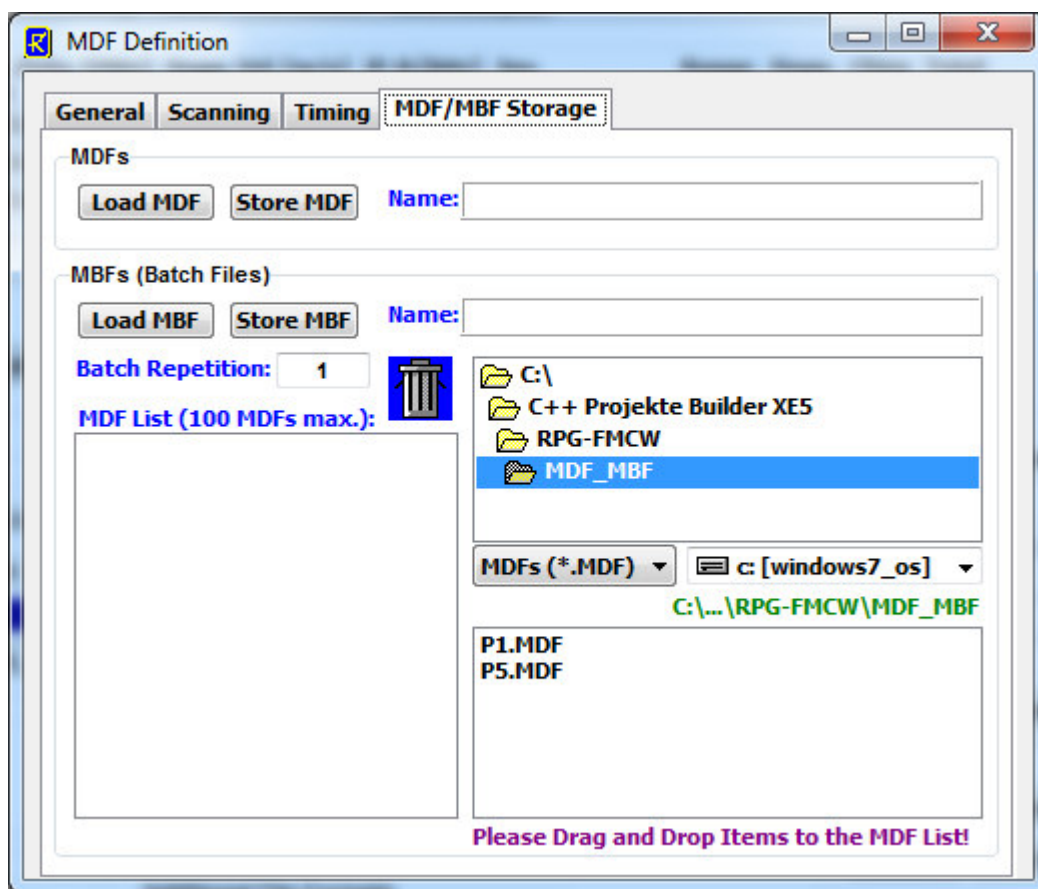 MDF Definition
General Scanning Timing MDF/MBF Storage
MDFs
Load MDF Store MDF Name:
MBFs (Batch Files)
Load MBF Store MBF Name:
Batch Repetition: 1
MDF List (100 MDFs max.):
C:\
C++ Projekte Builder XE5
RPG-FMCW
MDF_MBF
MDFs (*.MDF) c: [windows7_os]
C:\...\RPG-FMCW\MDF_MBF
P1.MDF
P5.MDF
Please Drag and Drop Items to the MDF List!